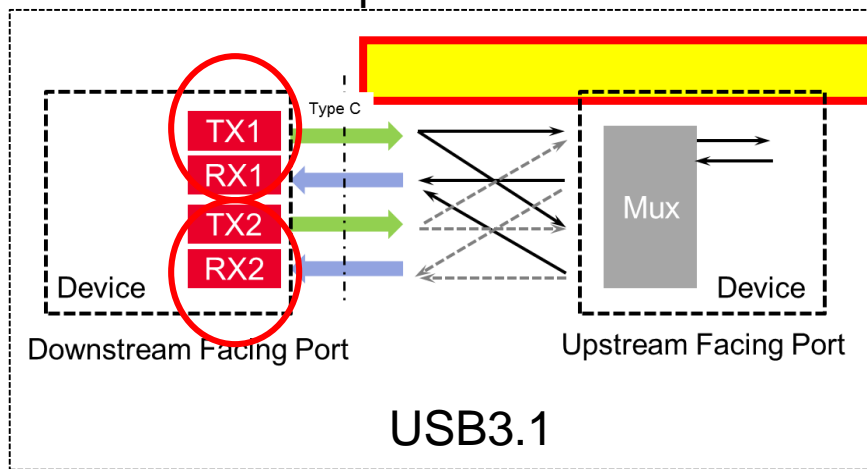 Type C
TX1
RX1
TX2
RX2
Device
Mux
Device
Downstream Facing Port
Upstream Facing Port
USB3.1